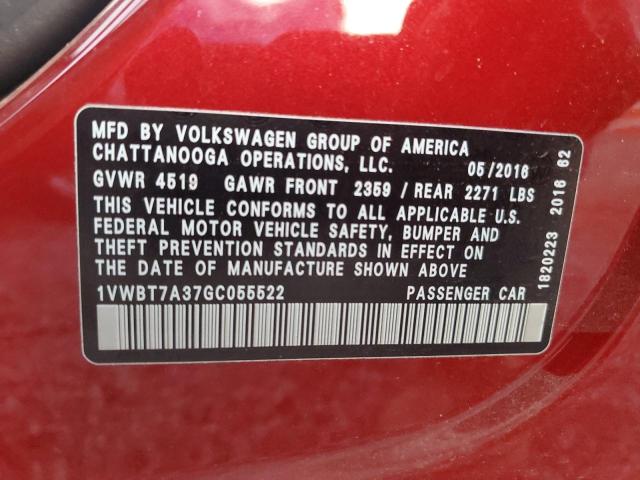 MFD BY VOLKSWAGEN GROUP OF AMERICA
CHATTANOOGA OPERATIONS, LLC. 05/2016
GVWR 4519 GAWR FRONT 2359 / REAR 2271 LBS
THIS VEHICLE CONFORMS TO ALL APPLICABLE U.S.
FEDERAL MOTOR VEHICLE SAFETY, BUMPER AND
THEFT PREVENTION STANDARDS IN EFFECT ON
THE DATE OF MANUFACTURE SHOWN ABOVE.
1VWBT7A37GC055522 PASSENGER CAR
1820223 2016 62